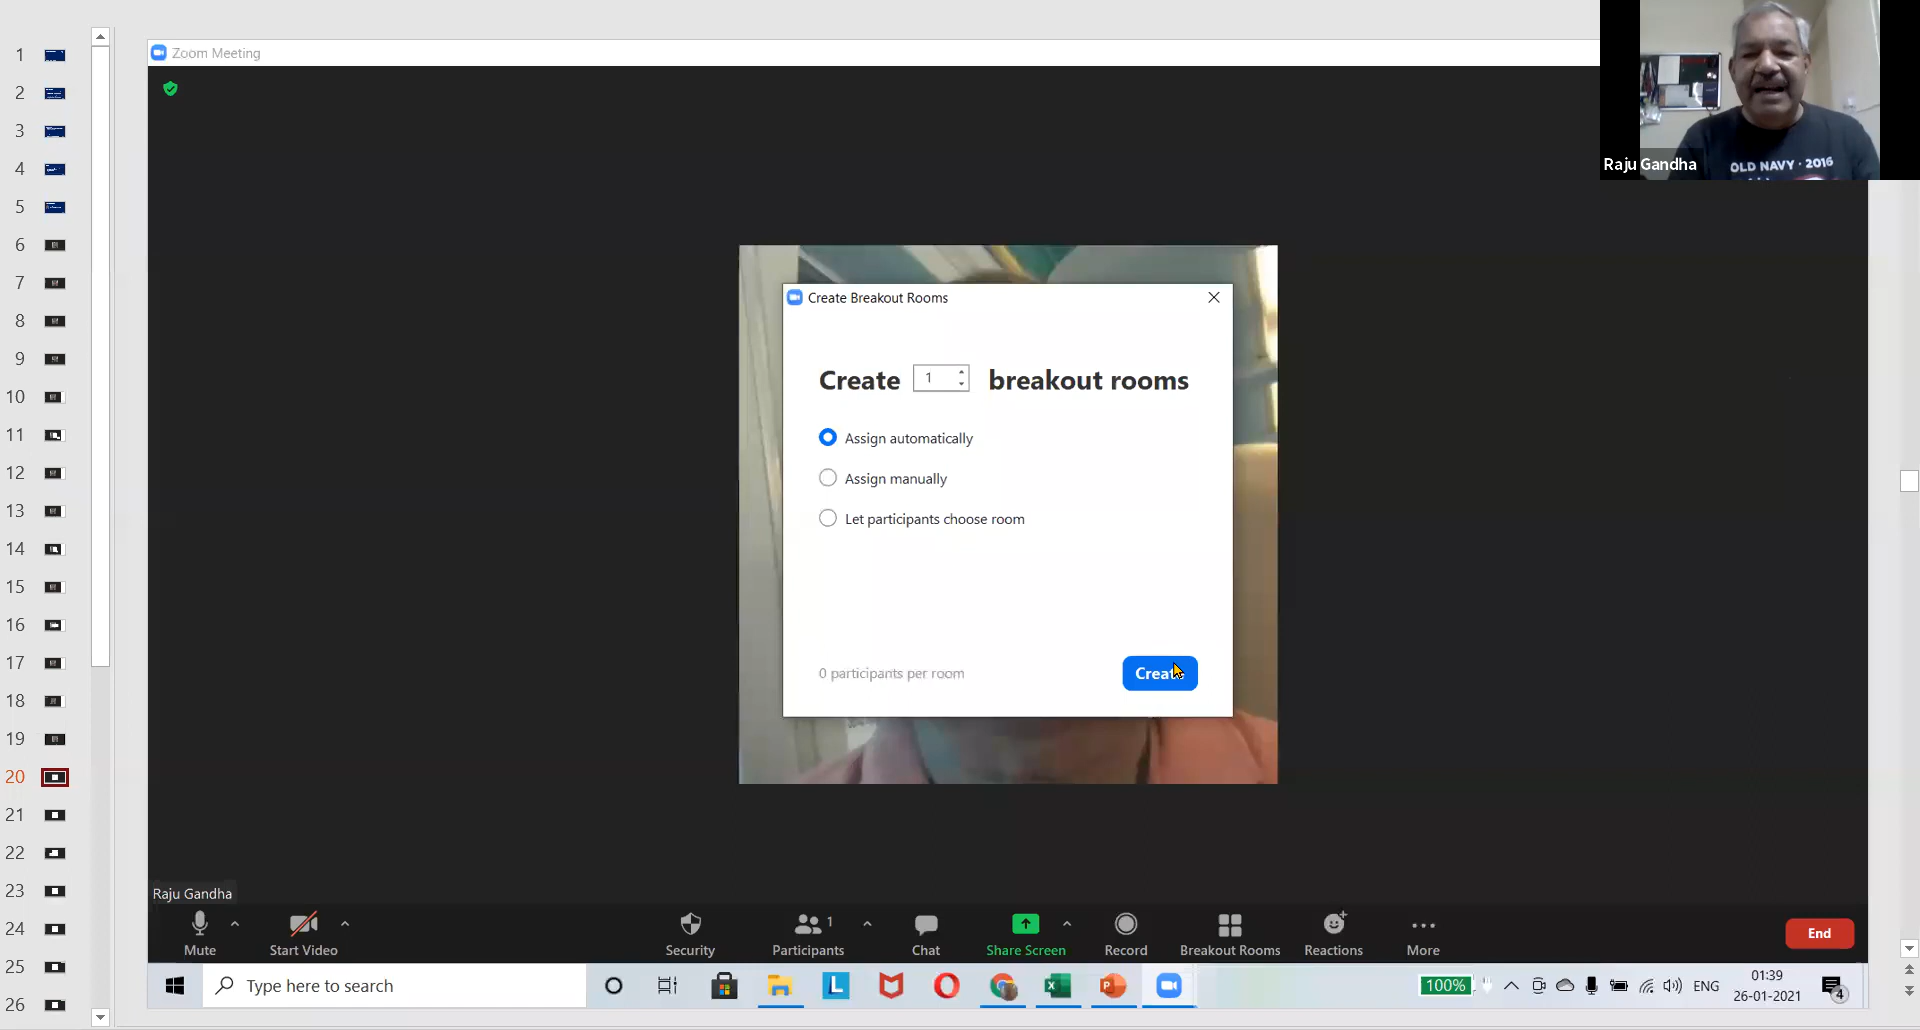 1
2
3
4
5
6
7
8
9
10
11
12
13
14
15
16
17
18
19
20
21
22
23
24
25
26
Zoom Meeting
Raju Gandha
OLD NAVY · 2016
Create Breakout Rooms
Create 1 breakout rooms
Assign automatically
Assign manually
Let participants choose room
0 participants per room
Create
Raju Gandha
Mute
Start Video
Security
Participants 1
Chat
Share Screen
Record
Breakout Rooms
Reactions
More
End
Type here to search
L
100%
ENG
01:39
26-01-2021
4